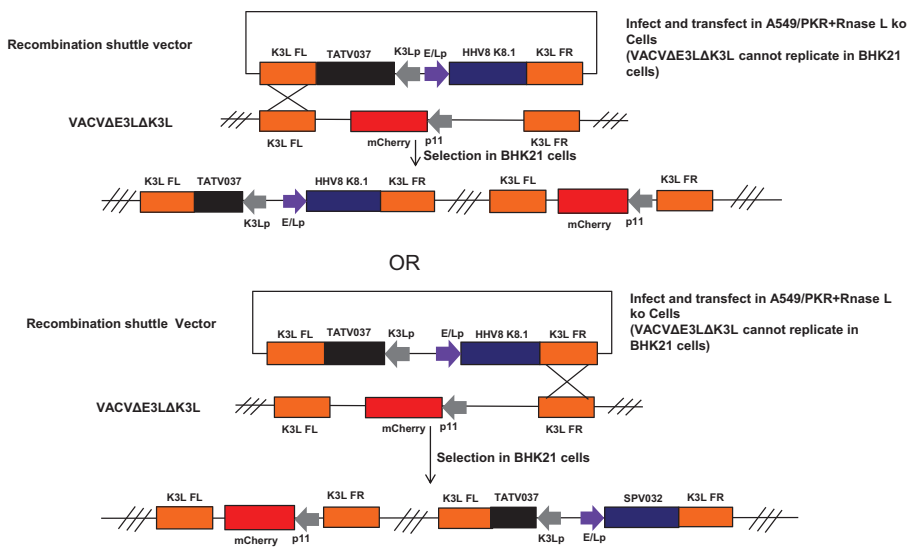 Recombination shuttle vector
K3L FL
TATV037
K3Lp
E/Lp
HHV8 K8.1
K3L FR
Infect and transfect in A549/PKR+Rnase L ko
Cells
(VACVΔE3LΔK3L cannot replicate in BHK21
cells)
VACVΔE3LΔK3L
K3L FL
mCherry
p11
K3L FR
Selection in BHK21 cells
K3L FL
TATV037
K3Lp
E/Lp
HHV8 K8.1
K3L FR
K3L FL
mCherry
p11
K3L FR
OR
Recombination shuttle Vector
K3L FL
TATV037
K3Lp
E/Lp
HHV8 K8.1
K3L FR
Infect and transfect in A549/PKR+Rnase L
ko Cells
(VACVΔE3LΔK3L cannot replicate in
BHK21 cells)
VACVΔE3LΔK3L
K3L FL
mCherry
p11
K3L FR
Selection in BHK21 cells
K3L FL
mCherry
p11
K3L FR
K3L FL
TATV037
K3Lp
E/Lp
SPV032
K3L FR